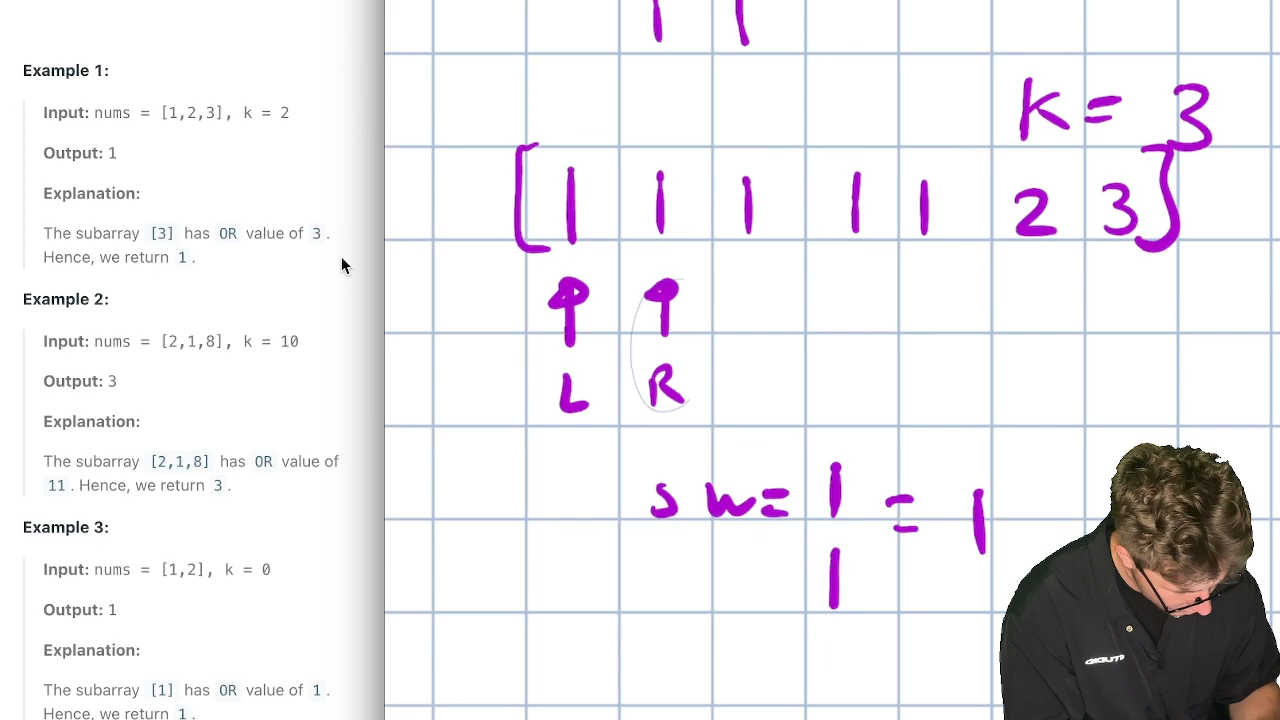 Example 1:
Input: nums = [1,2,3], k = 2
Output: 1
Explanation:
The subarray [3] has OR value of 3.
Hence, we return 1.
Example 2:
Input: nums = [2,1,8], k = 10
Output: 3
Explanation:
The subarray [2,1,8] has OR value of
11. Hence, we return 3.
Example 3:
Input: nums = [1,2], k = 0
Output: 1
Explanation:
The subarray [1] has OR value of 1.
Hence, we return 1.
1 1
K = 3
[1 1 1 1 1 2 3]
L R
sw= 1 = 1
1